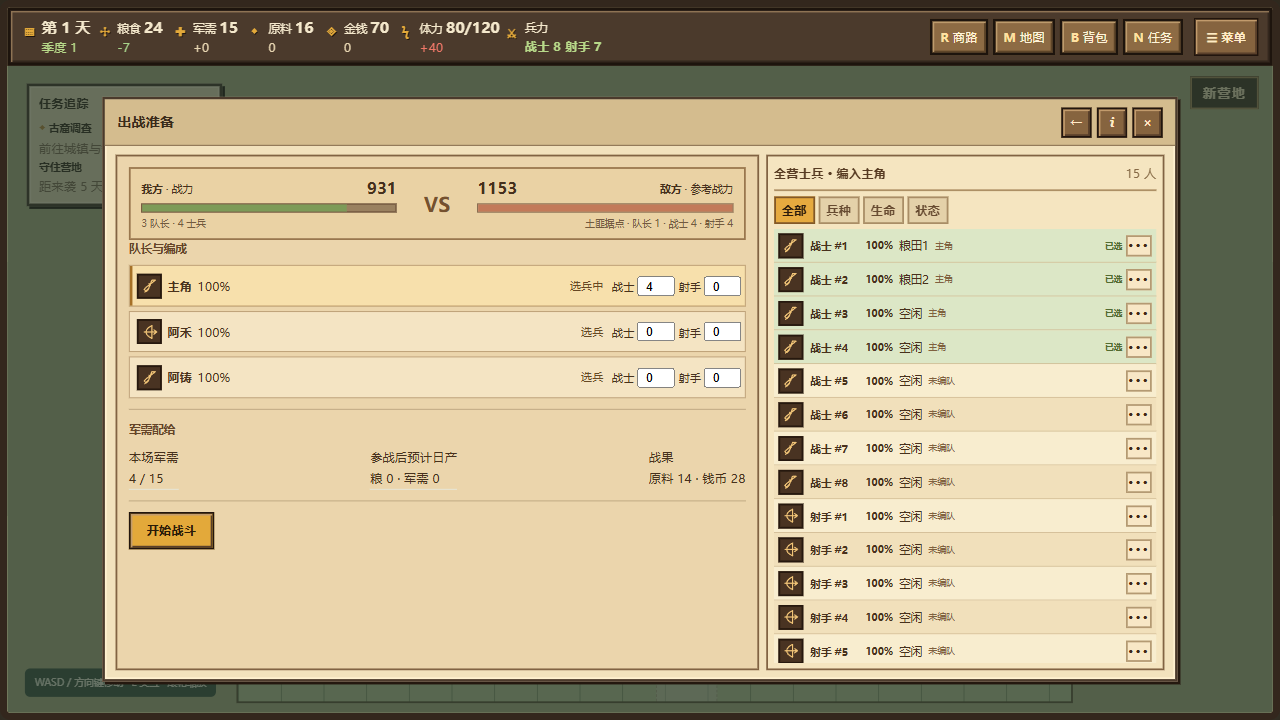 第 1 天 粮食 24 军需 15 原料 16 金钱 70 体力 80/120 兵力
季度 1 -7 +0 0 0 +40 战士 8 射手 7
R 商路 M 地图 B 背包 N 任务 ☰ 菜单
新营地
任务追踪
古窑调查
前往城镇与
守住营地
距来袭 5 天
出战准备
← i ×
我方 · 战力 931 VS 1153 敌方 · 参考战力
3 队长 · 4 士兵 土匪据点 · 队长 1 · 战士 4 · 射手 4
队长与编成
主角 100% 选兵中 战士 4 射手 0
阿禾 100% 选兵 战士 0 射手 0
阿铸 100% 选兵 战士 0 射手 0
军需配给
本场军需 参战后预计日产 战果
4 / 15 粮 0 · 军需 0 原料 14 · 钱币 28
开始战斗
全营士兵 · 编入主角 15 人
全部 兵种 生命 状态
战士 #1 100% 粮田1 主角 已选 •••
战士 #2 100% 粮田2 主角 已选 •••
战士 #3 100% 空闲 主角 已选 •••
战士 #4 100% 空闲 主角 已选 •••
战士 #5 100% 空闲 未编队 •••
战士 #6 100% 空闲 未编队 •••
战士 #7 100% 空闲 未编队 •••
战士 #8 100% 空闲 未编队 •••
射手 #1 100% 空闲 未编队 •••
射手 #2 100% 空闲 未编队 •••
射手 #3 100% 空闲 未编队 •••
射手 #4 100% 空闲 未编队 •••
射手 #5 100% 空闲 未编队 •••
WASD / 方向键